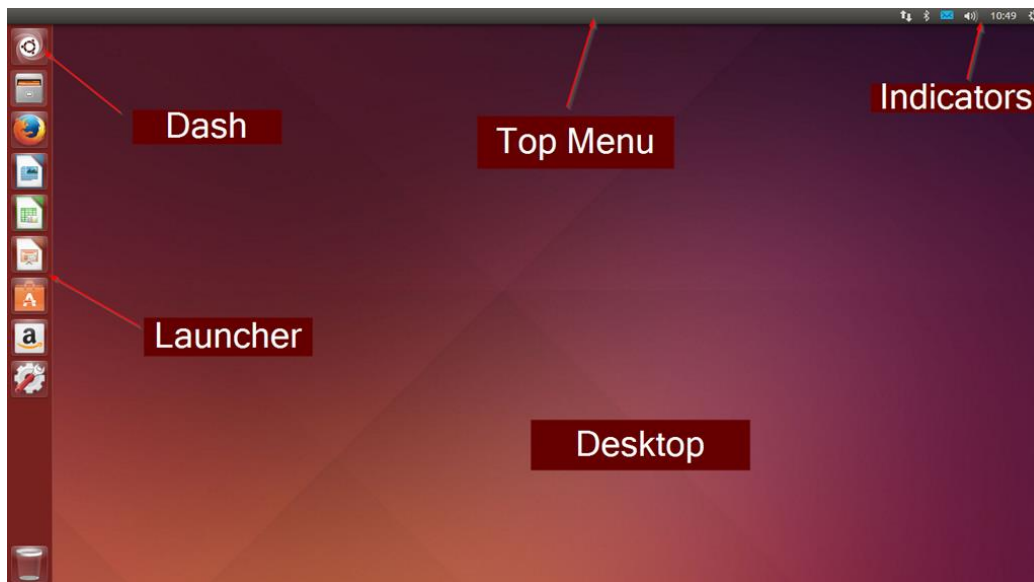 10:49
Indicators
Dash
Top Menu
a
Launcher
Desktop